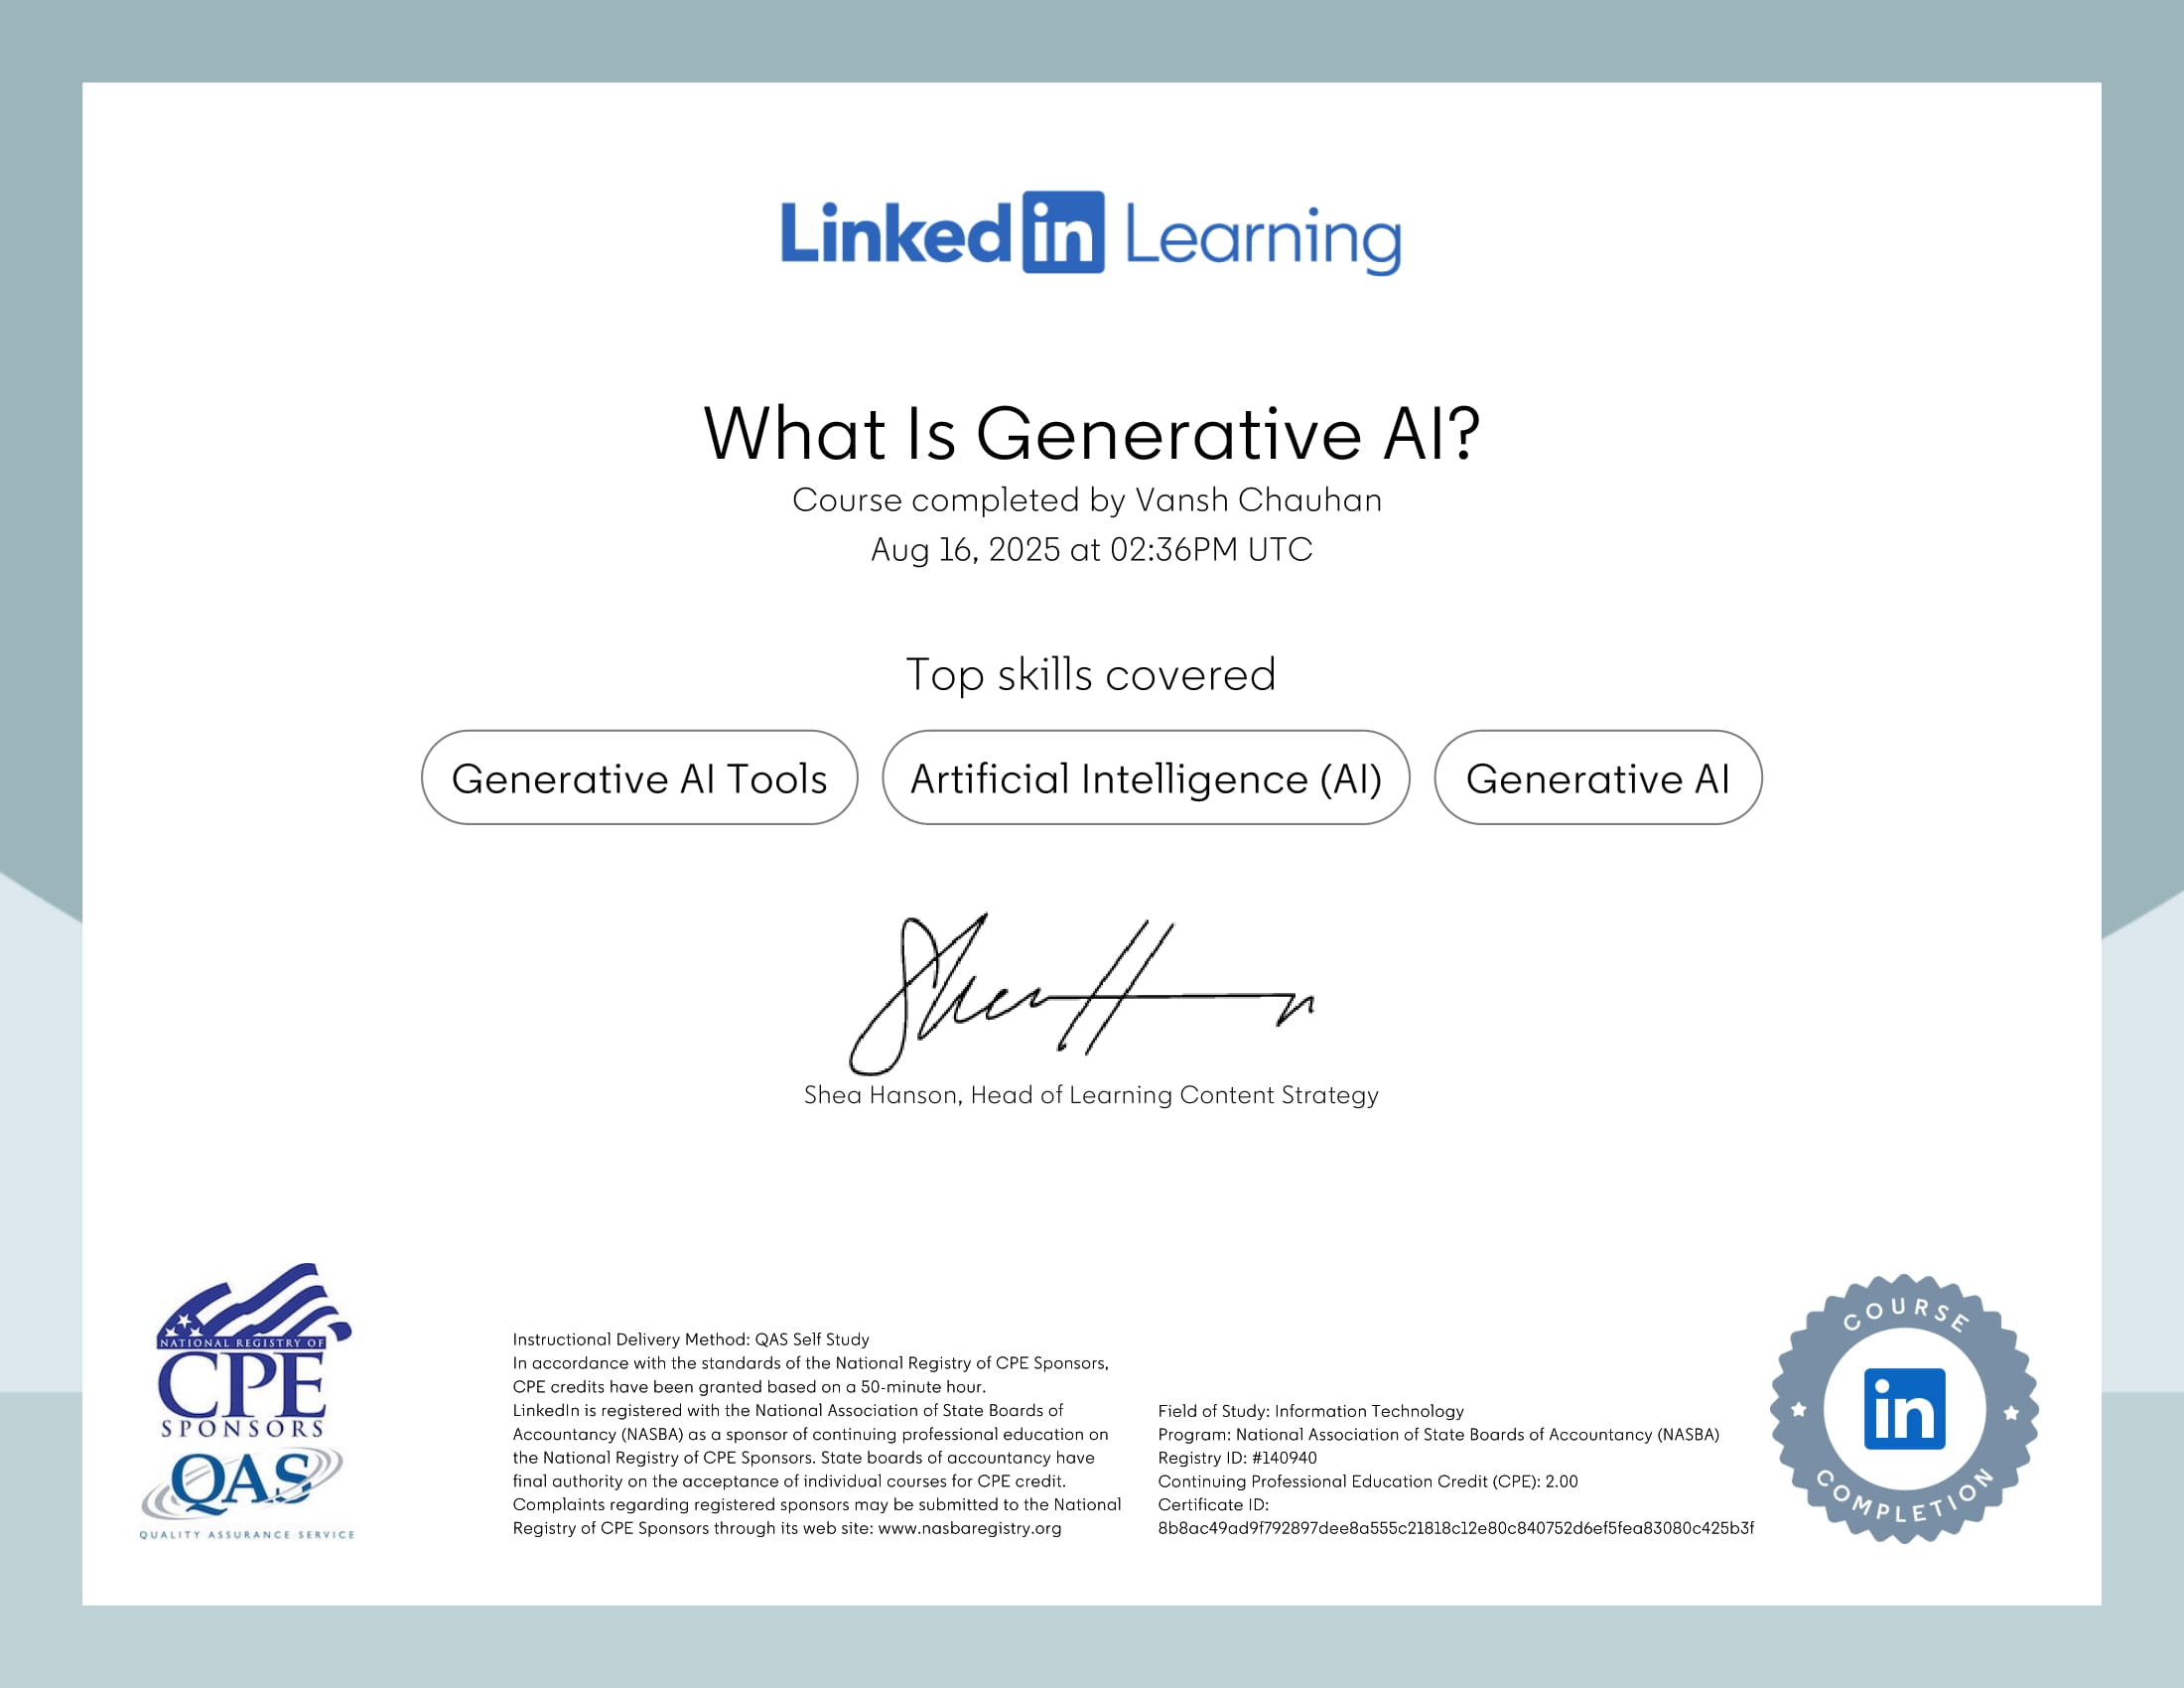 Linked in Learning
What Is Generative AI?
Course completed by Vansh Chauhan
Aug 16, 2025 at 02:36PM UTC
Top skills covered
Generative AI Tools
Artificial Intelligence (AI)
Generative AI
Shea Hanson, Head of Learning Content Strategy
NATIONAL REGISTRY OF
CPE
SPONSORS
QAS
QUALITY ASSURANCE SERVICE
Instructional Delivery Method: QAS Self Study
In accordance with the standards of the National Registry of CPE Sponsors,
CPE credits have been granted based on a 50-minute hour.
LinkedIn is registered with the National Association of State Boards of
Accountancy (NASBA) as a sponsor of continuing professional education on
the National Registry of CPE Sponsors. State boards of accountancy have
final authority on the acceptance of individual courses for CPE credit.
Complaints regarding registered sponsors may be submitted to the National
Registry of CPE Sponsors through its web site: www.nasbaregistry.org
Field of Study: Information Technology
Program: National Association of State Boards of Accountancy (NASBA)
Registry ID: #140940
Continuing Professional Education Credit (CPE): 2.00
Certificate ID:
8b8ac49ad9f792897dee8a555c21818c12e80c840752d6ef5fea83080c425b3f
COURSE
in
COMPLETION